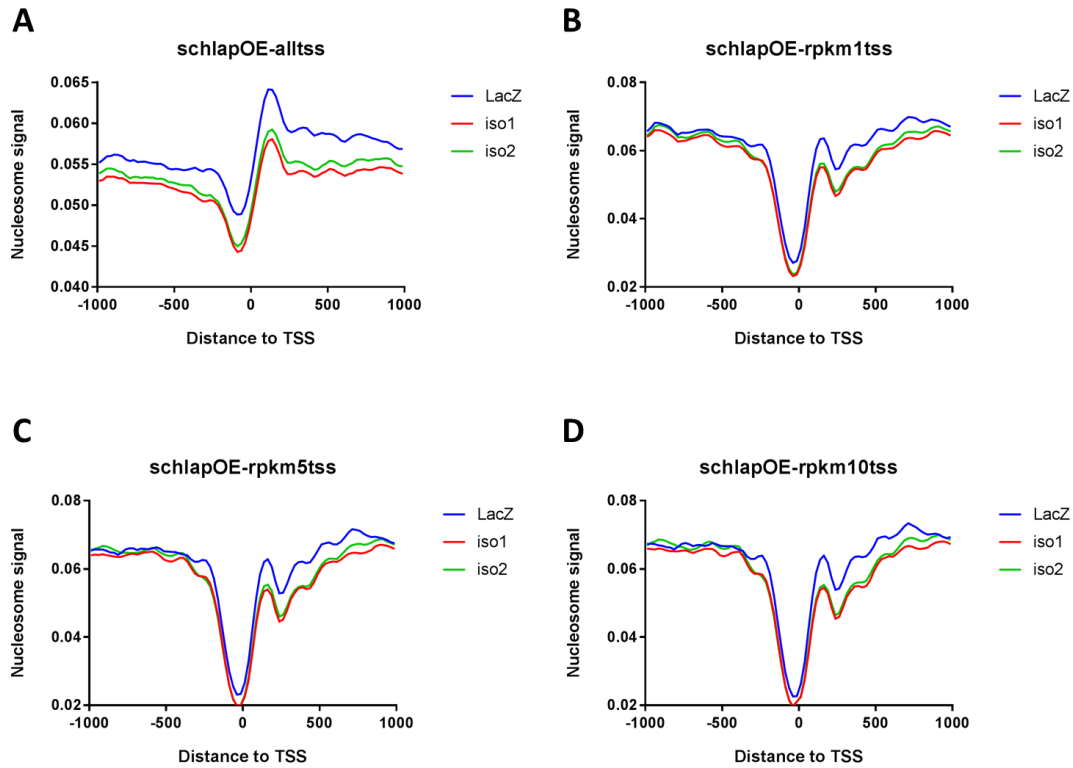 A
schlapOE-alltss
Nucleosome signal
0.065
0.060
0.055
0.050
0.045
0.040
-1000
-500
0
500
1000
Distance to TSS
LacZ
iso1
iso2
B
schlapOE-rpkm1tss
Nucleosome signal
0.08
0.06
0.04
0.02
-1000
-500
0
500
1000
Distance to TSS
LacZ
iso1
iso2
C
schlapOE-rpkm5tss
Nucleosome signal
0.08
0.06
0.04
0.02
-1000
-500
0
500
1000
Distance to TSS
LacZ
iso1
iso2
D
schlapOE-rpkm10tss
Nucleosome signal
0.08
0.06
0.04
0.02
-1000
-500
0
500
1000
Distance to TSS
LacZ
iso1
iso2